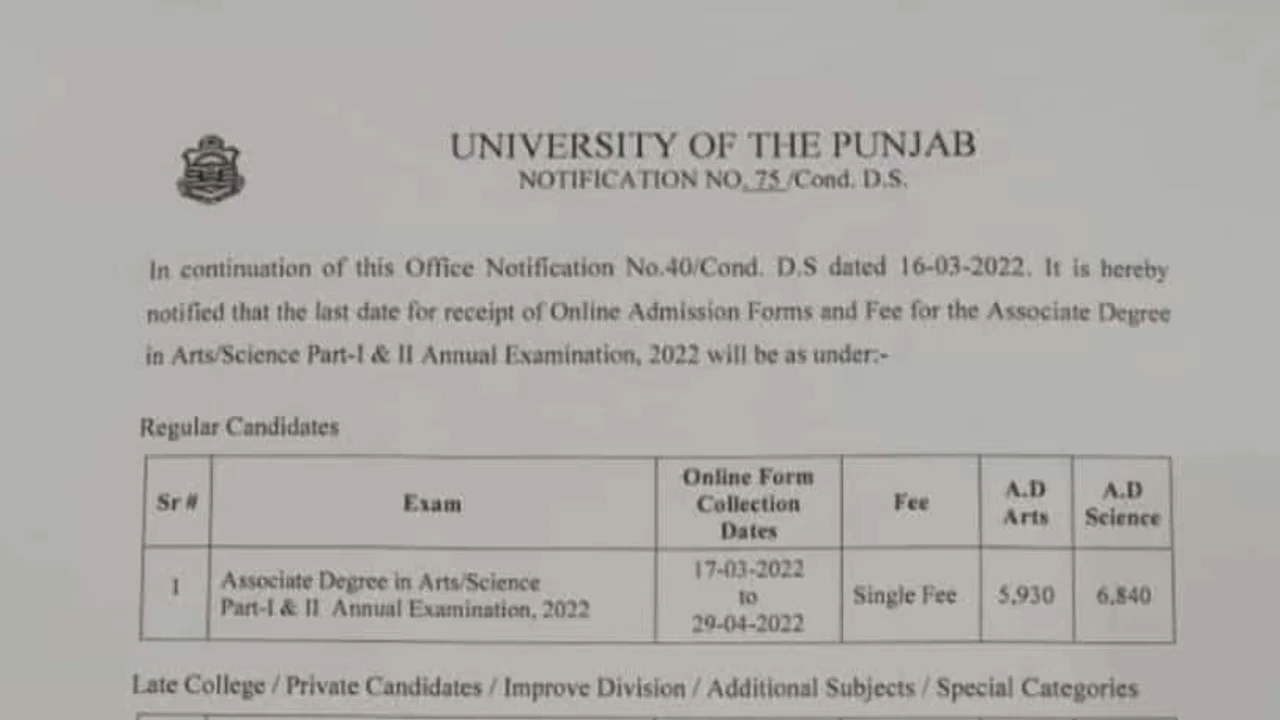 UNIVERSITY OF THE PUNJAB
NOTIFICATION NO. 75 /Cond. D.S.
In continuation of this Office Notification No.40/Cond. D.S dated 16-03-2022. It is hereby
notified that the last date for receipt of Online Admission Forms and Fee for the Associate Degree
in Arts/Science Part-I & II Annual Examination, 2022 will be as under:-
Regular Candidates
Sr # Exam Online Form Collection Dates Fee A.D Arts A.D Science
1 Associate Degree in Arts/Science Part-I & II Annual Examination, 2022 17-03-2022 to 29-04-2022 Single Fee 5,930 6,840
Late College / Private Candidates / Improve Division / Additional Subjects / Special Categories